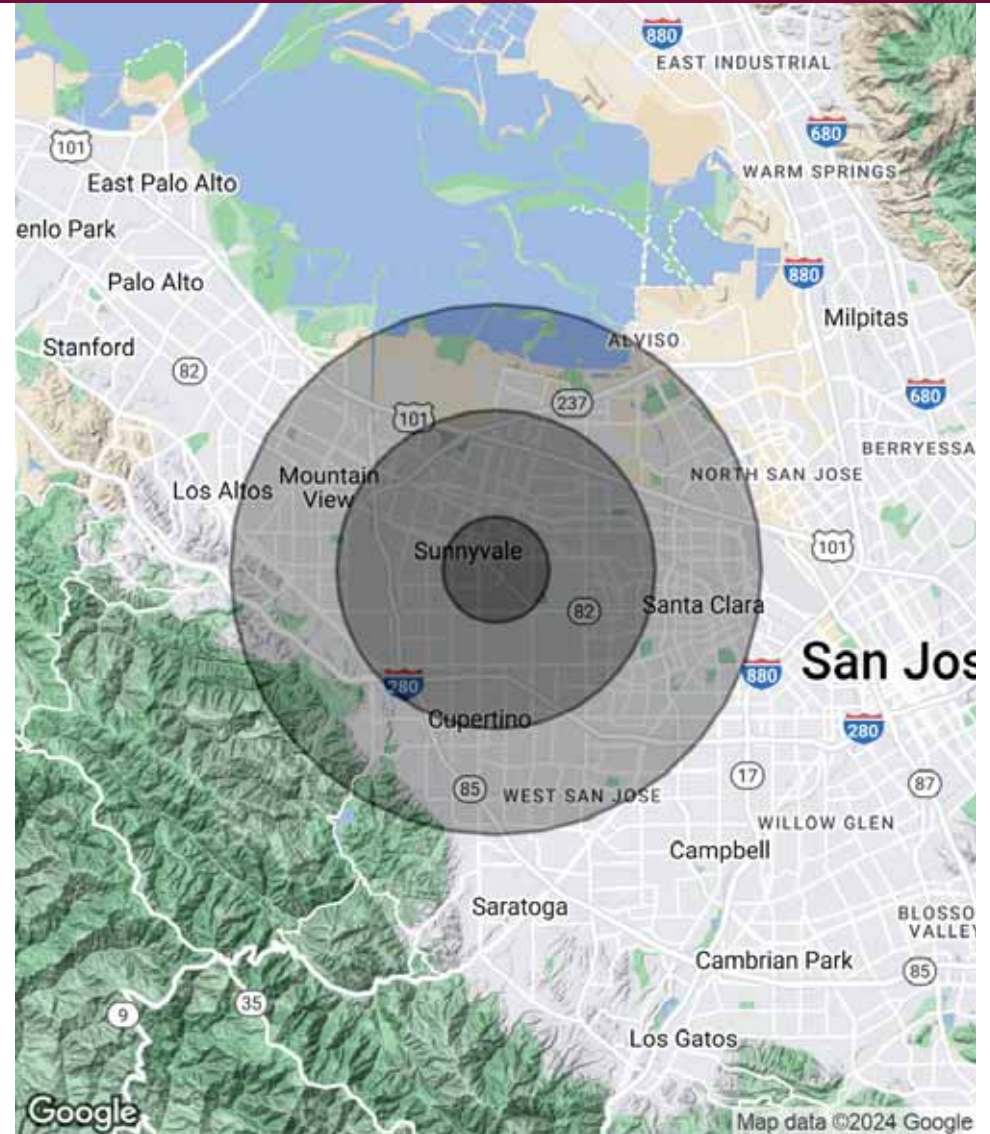 880
EAST INDUSTRIAL
680
101
WARM SPRINGS
East Palo Alto
enlo Park
880
Palo Alto
Milpitas
ALVISO
Stanford
82
680
237
101
BERRYESSA
Mountain
View
NORTH SAN JOSE
Los Altos
101
Sunnyvale
82
Santa Clara
San Jos
880
280
Cupertino
280
17
87
85
WEST SAN JOSE
WILLOW GLEN
Campbell
Saratoga
BLOSSO
VALLEY
Cambrian Park
85
35
9
Los Gatos
Google
Map data ©2024 Google